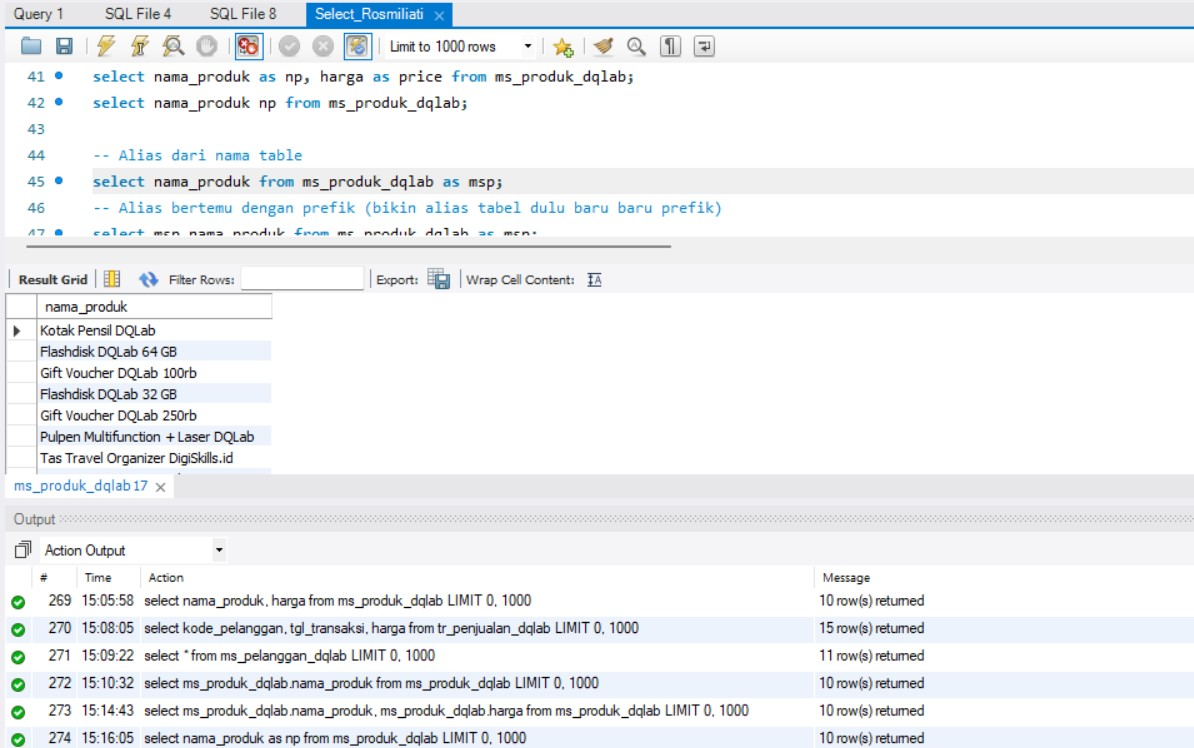 Query 1 SQL File 4 SQL File 8 Select_Rosmiliati
Limit to 1000 rows
41 select nama_produk as np, harga as price from ms_produk_dqlab;
42 select nama_produk np from ms_produk_dqlab;
43
44 -- Alias dari nama table
45 select nama_produk from ms_produk_dqlab as msp;
46 -- Alias bertemu dengan prefik (bikin alias tabel dulu baru baru prefik)
47 select msp.nama_produk from ms_produk_dqlab as msp;
Result Grid Filter Rows: Export: Wrap Cell Content:
nama_produk
Kotak Pensil DQLab
Flashdisk DQLab 64 GB
Gift Voucher DQLab 100rb
Flashdisk DQLab 32 GB
Gift Voucher DQLab 250rb
Pulpen Multifunction + Laser DQLab
Tas Travel Organizer DigiSkills.id
ms_produk_dqlab 17
Output
Action Output
# Time Action Message
269 15:05:58 select nama_produk, harga from ms_produk_dqlab LIMIT 0, 1000 10 row(s) returned
270 15:08:05 select kode_pelanggan, tgl_transaksi, harga from tr_penjualan_dqlab LIMIT 0, 1000 15 row(s) returned
271 15:09:22 select * from ms_pelanggan_dqlab LIMIT 0, 1000 11 row(s) returned
272 15:10:32 select ms_produk_dqlab.nama_produk from ms_produk_dqlab LIMIT 0, 1000 10 row(s) returned
273 15:14:43 select ms_produk_dqlab.nama_produk, ms_produk_dqlab.harga from ms_produk_dqlab LIMIT 0, 1000 10 row(s) returned
274 15:16:05 select nama_produk as np from ms_produk_dqlab LIMIT 0, 1000 10 row(s) returned